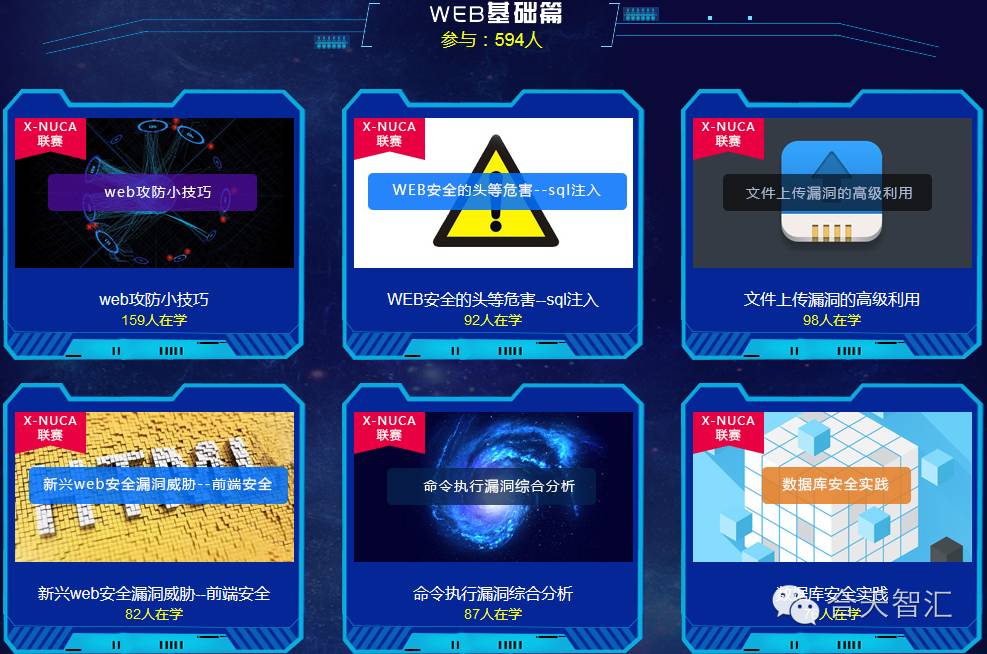 WEB基础篇
参与：594人
X-NUCA
联赛
web攻防小技巧
X-NUCA
联赛
WEB安全的头等危害--sql注入
X-NUCA
联赛
文件上传漏洞的高级利用
web攻防小技巧
159人在学
WEB安全的头等危害--sql注入
92人在学
文件上传漏洞的高级利用
98人在学
X-NUCA
联赛
新兴web安全漏洞威胁--前端安全
X-NUCA
联赛
命令执行漏洞综合分析
X-NUCA
联赛
数据库安全实践
新兴web安全漏洞威胁--前端安全
82人在学
命令执行漏洞综合分析
87人在学
数据库安全实践
人在学
合天智汇